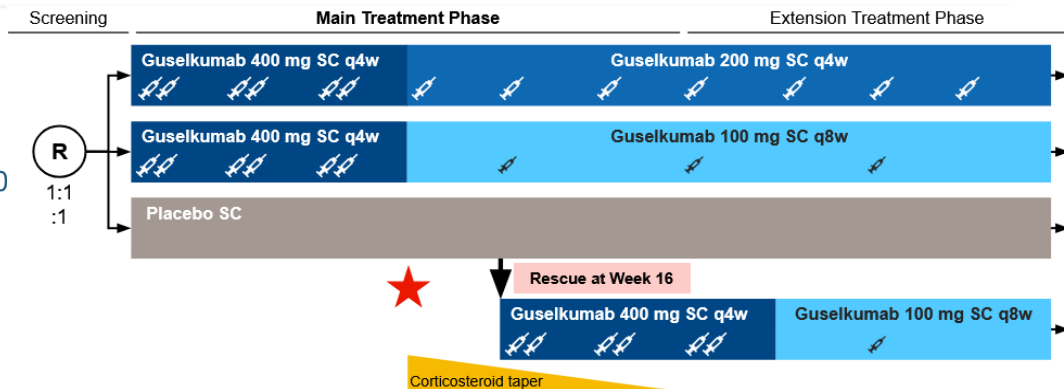 Screening
Main Treatment Phase
Extension Treatment Phase
Guselkumab 400 mg SC q4w
Guselkumab 200 mg SC q4w
Guselkumab 400 mg SC q4w
Guselkumab 100 mg SC q8w
R
0
1:1
:1
Placebo SC
Rescue at Week 16
Guselkumab 400 mg SC q4w
Guselkumab 100 mg SC q8w
Corticosteroid taper